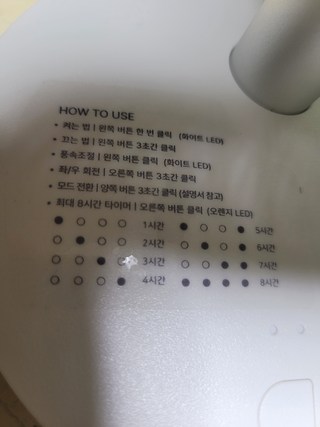 HOW TO USE
• 켜는 법 | 왼쪽 버튼 한 번 클릭 (화이트 LED)
• 끄는 법 | 왼쪽 버튼 3초간 클릭
• 풍속조절 | 왼쪽 버튼 클릭 (화이트 LED)
• 좌/우 회전 | 오른쪽 버튼 3초간 클릭
• 모드 전환 | 양쪽 버튼 3초간 클릭 (설명서 참고)
• 최대 8시간 타이머 | 오른쪽 버튼 클릭 (오렌지 LED)
●○○○ 1시간 ●○○● 5시간
○●○○ 2시간 ○●○● 6시간
○○●○ 3시간 ○○●● 7시간
○○○● 4시간 ●●●● 8시간